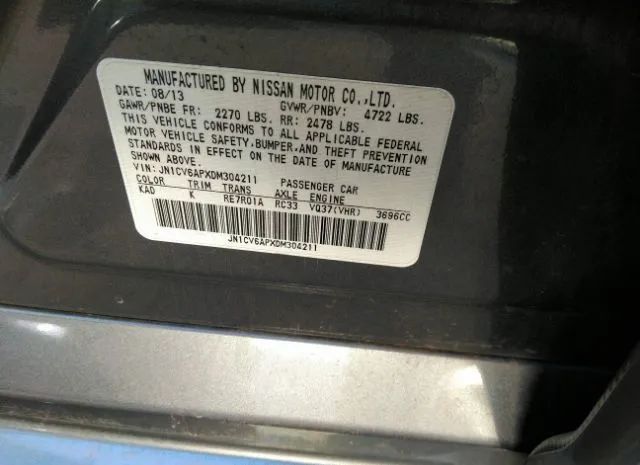 MANUFACTURED BY NISSAN MOTOR CO.,LTD.
DATE: 08/13 GVWR/PNBV: 4722 LBS.
GAWR/PNBE FR: 2270 LBS. RR: 2478 LBS.
THIS VEHICLE CONFORMS TO ALL APPLICABLE FEDERAL
MOTOR VEHICLE SAFETY,BUMPER,AND THEFT PREVENTION
STANDARDS IN EFFECT ON THE DATE OF MANUFACTURE
SHOWN ABOVE.
VIN: JN1CV6APXDM304211 PASSENGER CAR
COLOR TRIM TRANS AXLE ENGINE
KAD K RE7R01A RC33 VQ37(VHR) 3696CC
JN1CV6APXDM304211